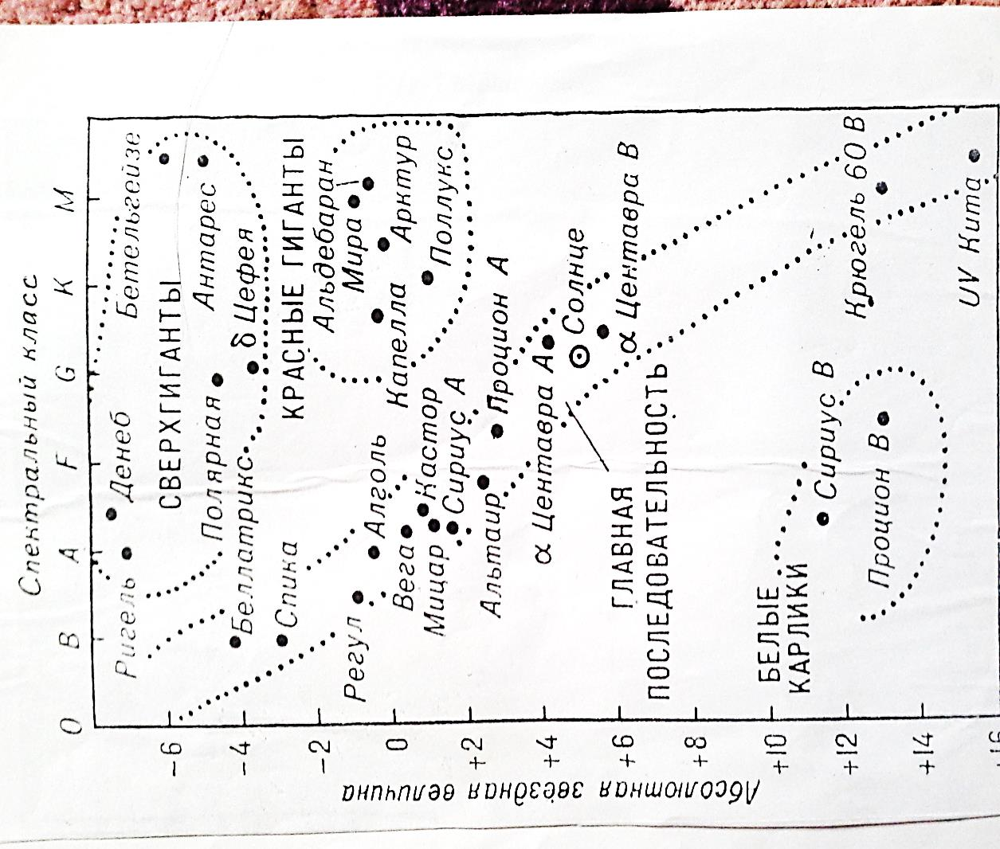 Спектральный класс
O B A F G K M
Абсолютная звёздная величина
-6
-4
-2
0
+2
+4
+6
+8
+10
+12
+14
Ригель
Денеб
Бетельгейзе
СВЕРХГИГАНТЫ
Полярная
Антарес
Беллатрикс
δ Цефея
Спика
КРАСНЫЕ ГИГАНТЫ
Альдебаран
Мира
Регул
Алголь
Капелла
Арктур
Вега
Кастор
Поллукс
Мицар
Сириус А
Альтаир
Процион А
α Центавра А
Солнце
α Центавра В
ГЛАВНАЯ
ПОСЛЕДОВАТЕЛЬНОСТЬ
БЕЛЫЕ
КАРЛИКИ
Сириус В
Крюгель 60 В
Процион В
UV Кита